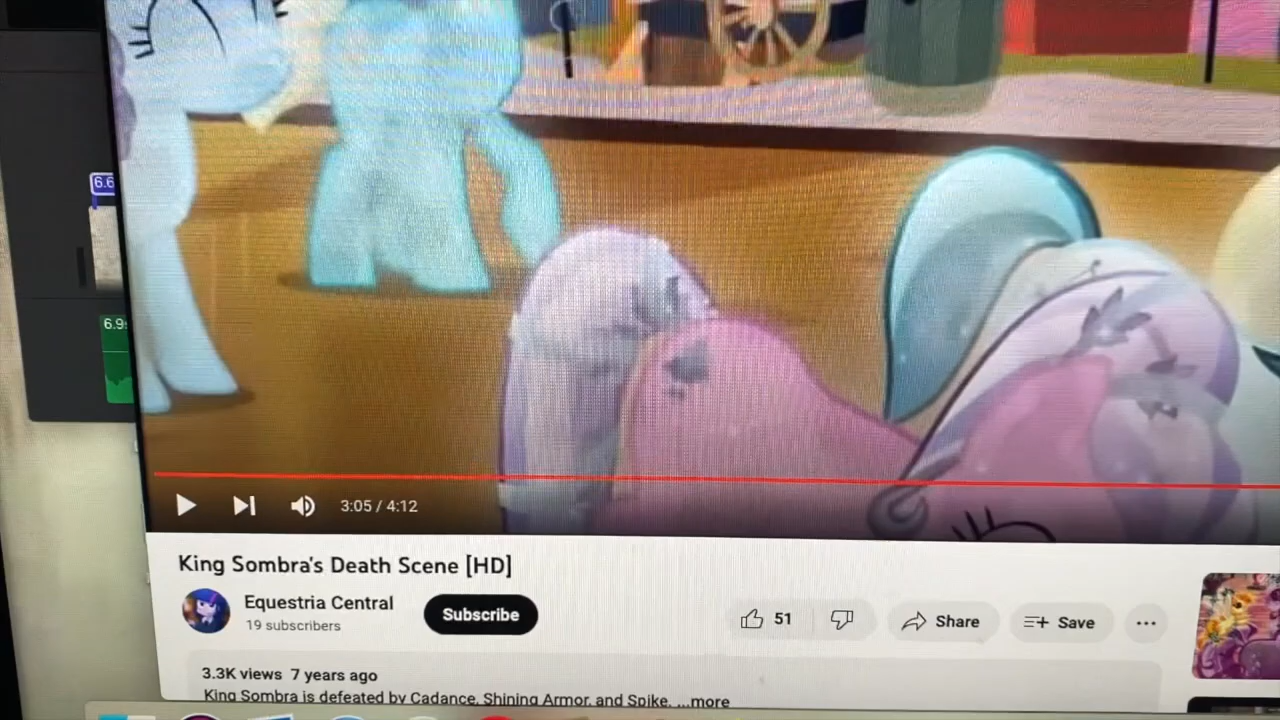 6.6
6.9
3:05 / 4:12
King Sombra's Death Scene [HD]
Equestria Central
19 subscribers
Subscribe
51
Share
Save
3.3K views 7 years ago
King Sombra is defeated by Cadance, Shining Armor, and Spike. ...more